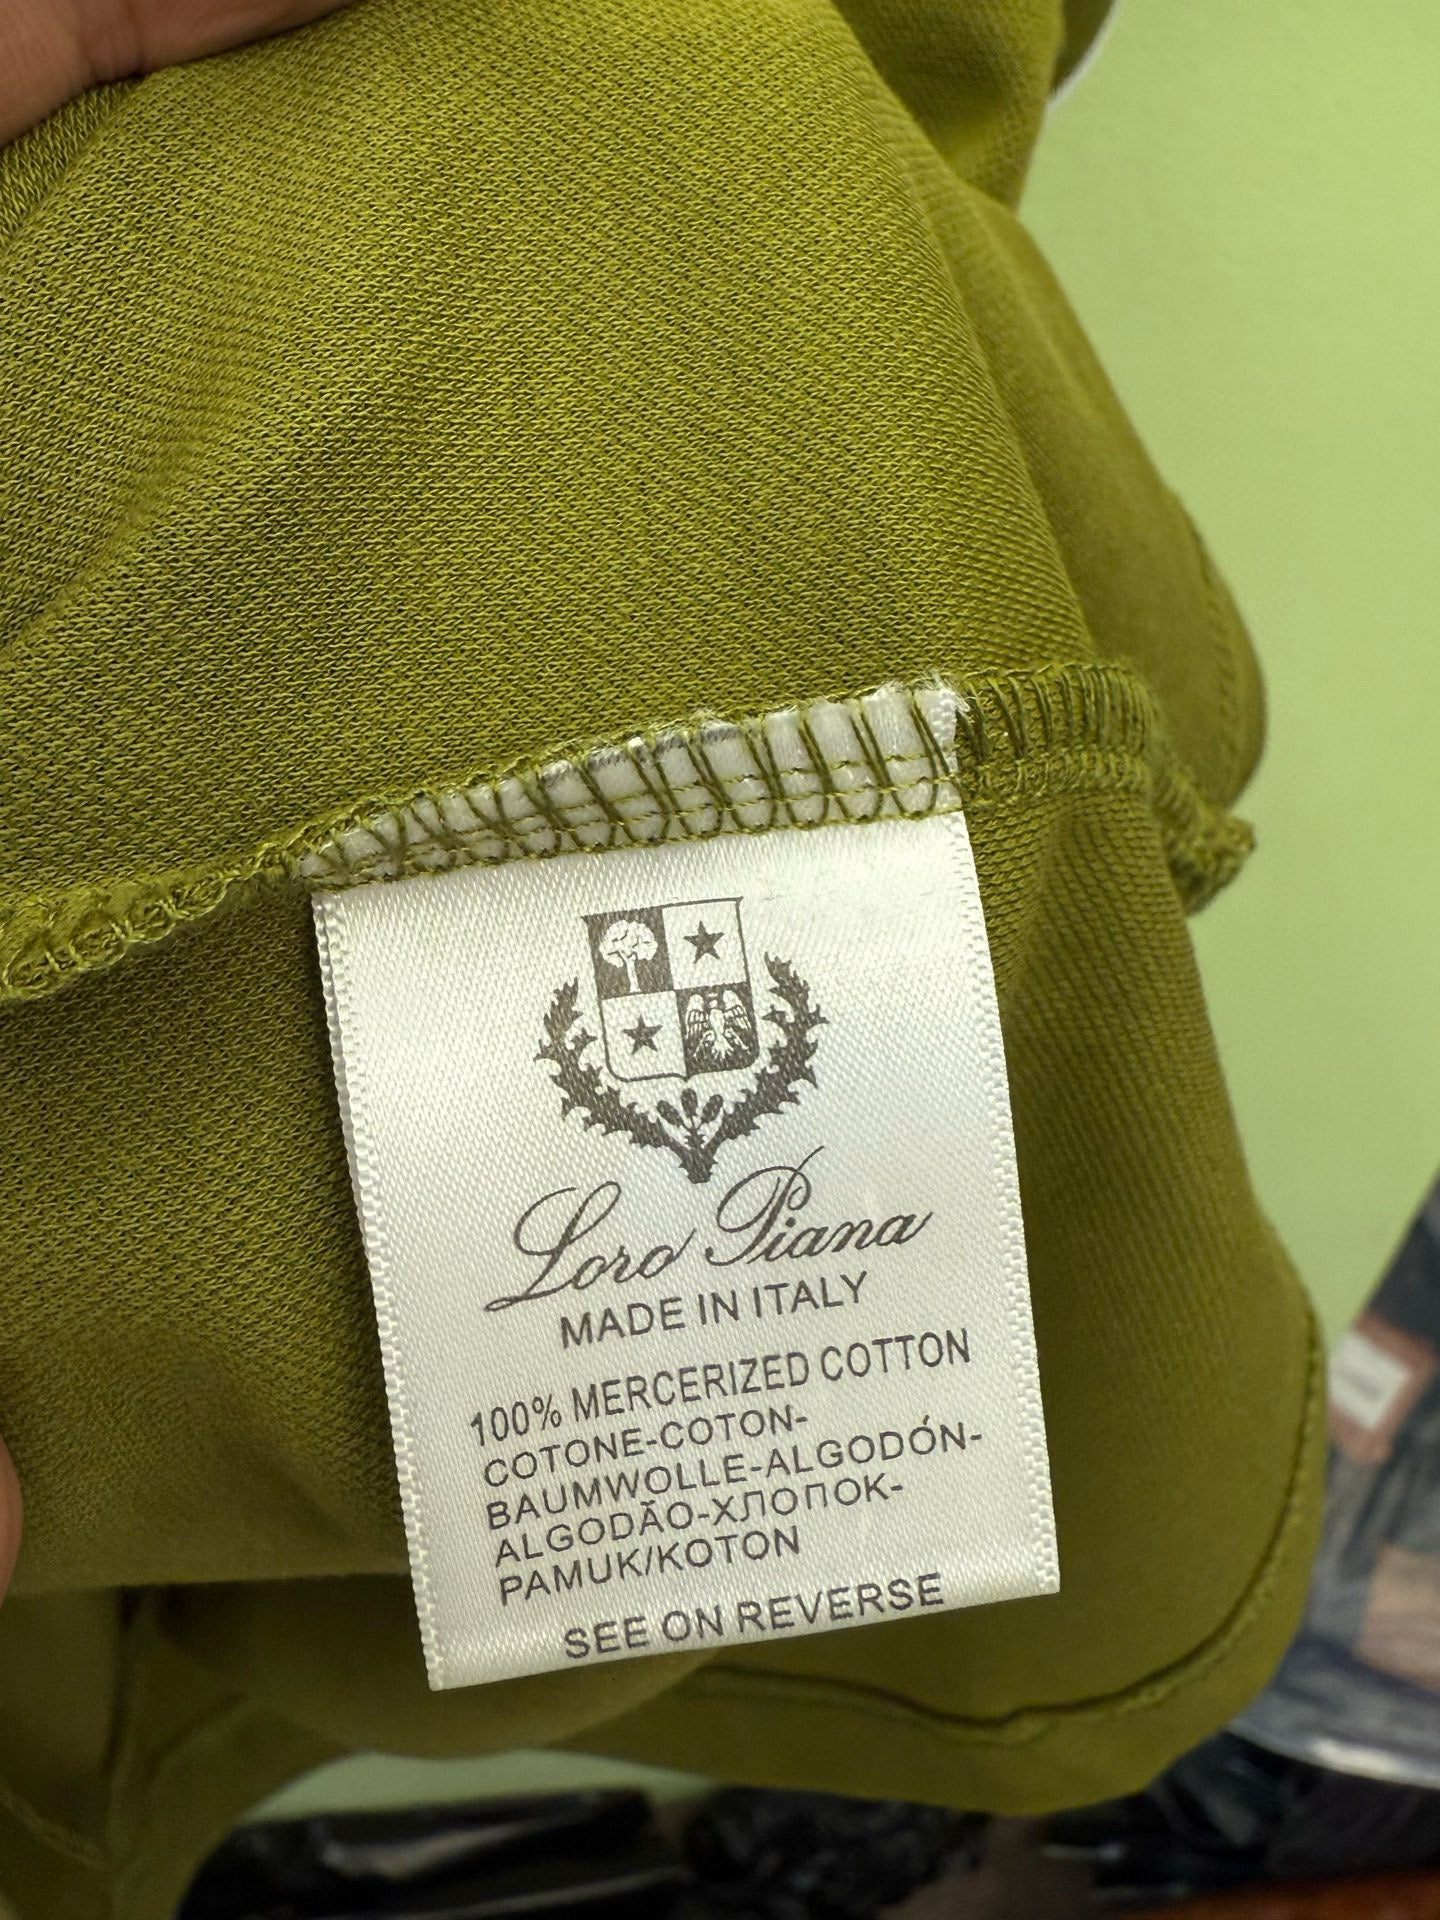 Loro Piana
MADE IN ITALY
100% MERCERIZED COTTON
COTONE-COTON-
BAUMWOLLE-ALGODÓN-
ALGODÃO-ХЛОПОК-
PAMUK/KOTON
SEE ON REVERSE